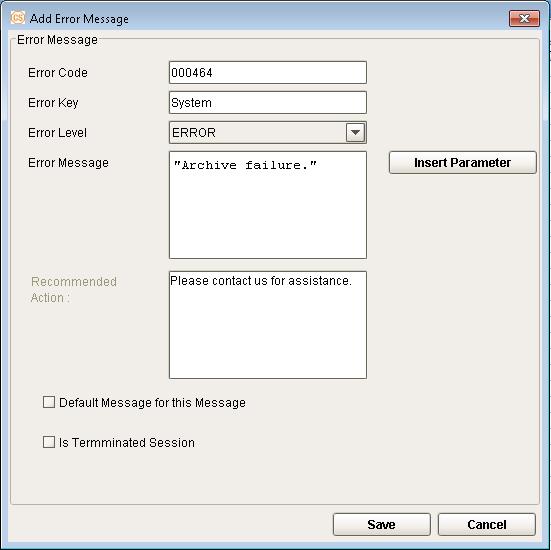 CS Add Error Message
Error Message
Error Code 000464
Error Key System
Error Level ERROR
Error Message "Archive failure." Insert Parameter
Recommended Please contact us for assistance.
Action :
Default Message for this Message
Is Termminated Session
Save Cancel